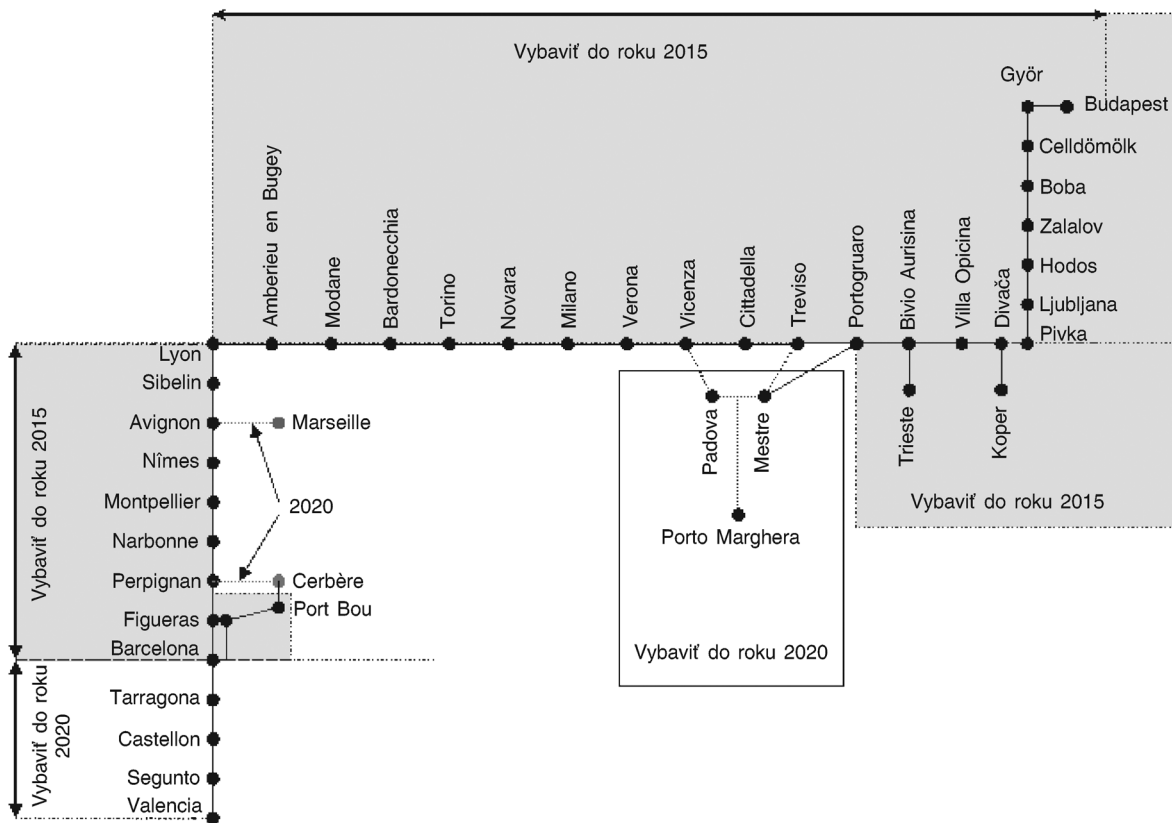 Vybaviť do roku 2015
Györ
Budapest
Celldömölk
Boba
Zalalov
Hodos
Ljubljana
Pivka
Amberieu en Bugey
Modane
Bardonecchia
Torino
Novara
Milano
Verona
Vicenza
Cittadella
Treviso
Portogruaro
Bivio Aurisina
Villa Opicina
Divača
Lyon
Sibelin
Avignon
Marseille
Nîmes
Montpellier
2020
Narbonne
Perpignan
Cerbère
Port Bou
Figueras
Barcelona
Tarragona
Castellon
Segunto
Valencia
Vybaviť do roku 2015
Vybaviť do roku
2020
Padova
Mestre
Porto Marghera
Vybaviť do roku 2020
Trieste
Koper
Vybaviť do roku 2015